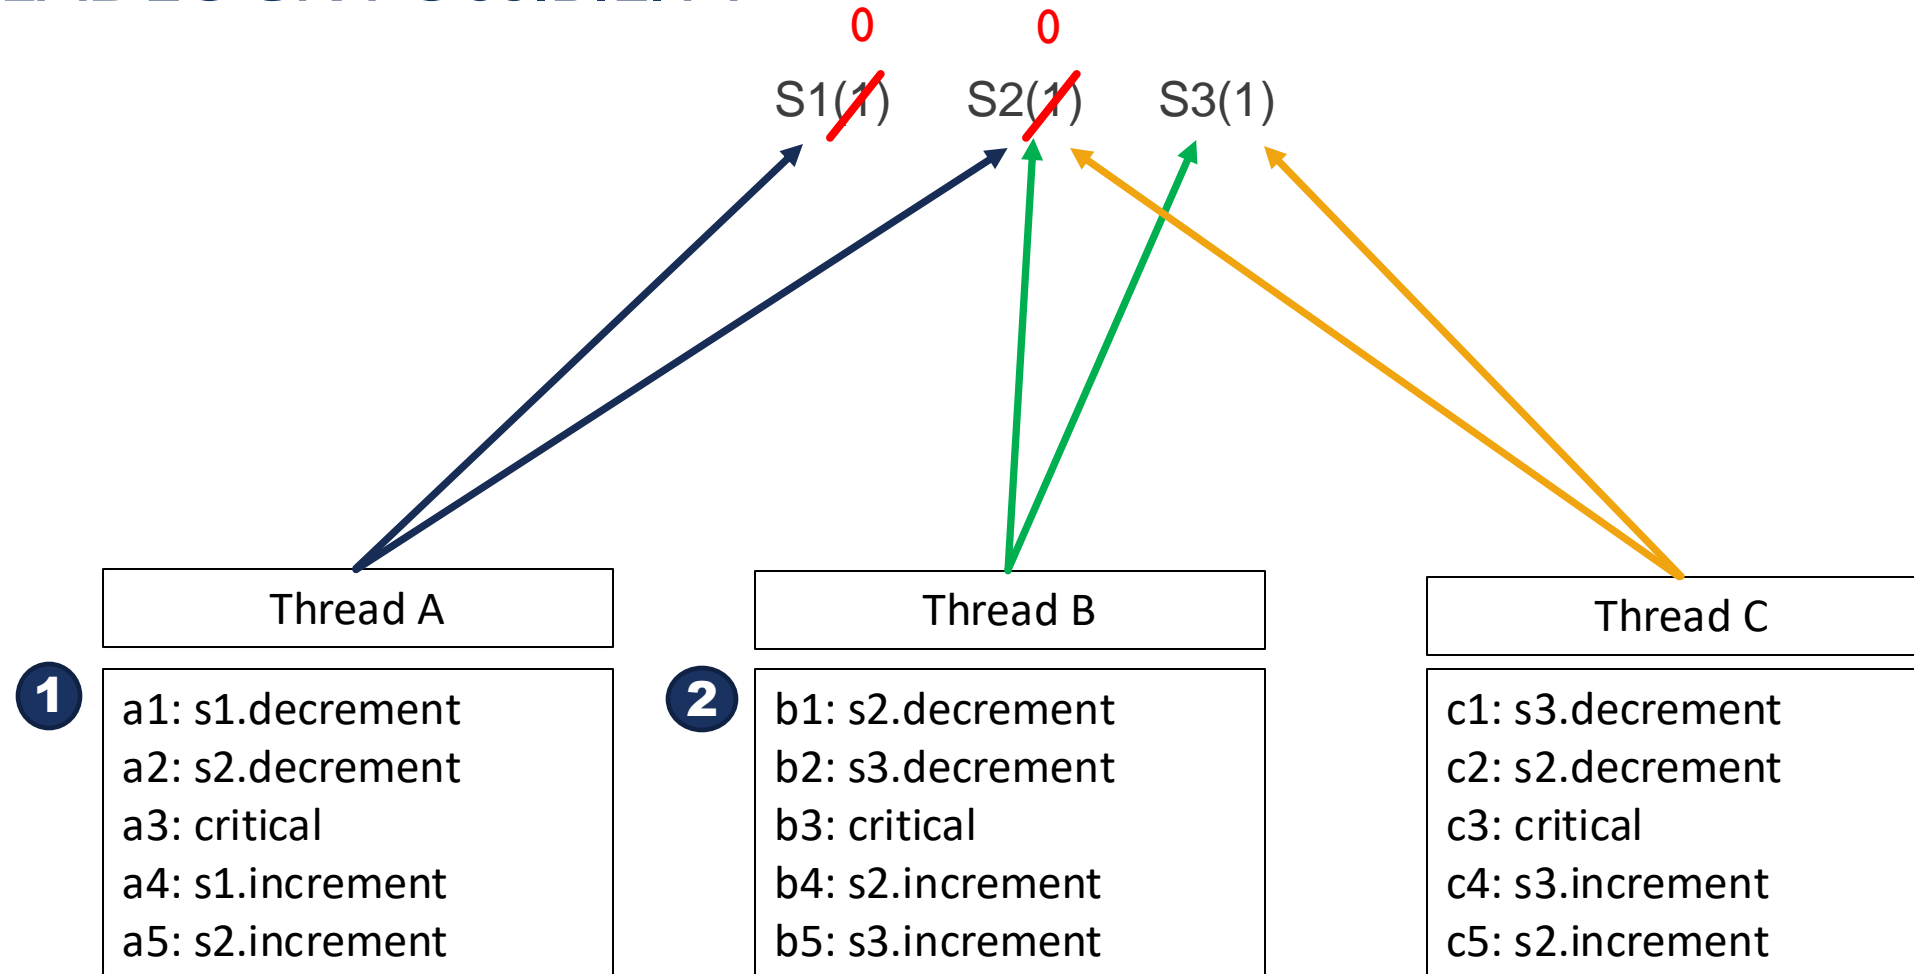 0 0
S1(1) S2(1) S3(1)
Thread A
Thread B
Thread C
1
a1: s1.decrement
a2: s2.decrement
a3: critical
a4: s1.increment
a5: s2.increment
2
b1: s2.decrement
b2: s3.decrement
b3: critical
b4: s2.increment
b5: s3.increment
c1: s3.decrement
c2: s2.decrement
c3: critical
c4: s3.increment
c5: s2.increment